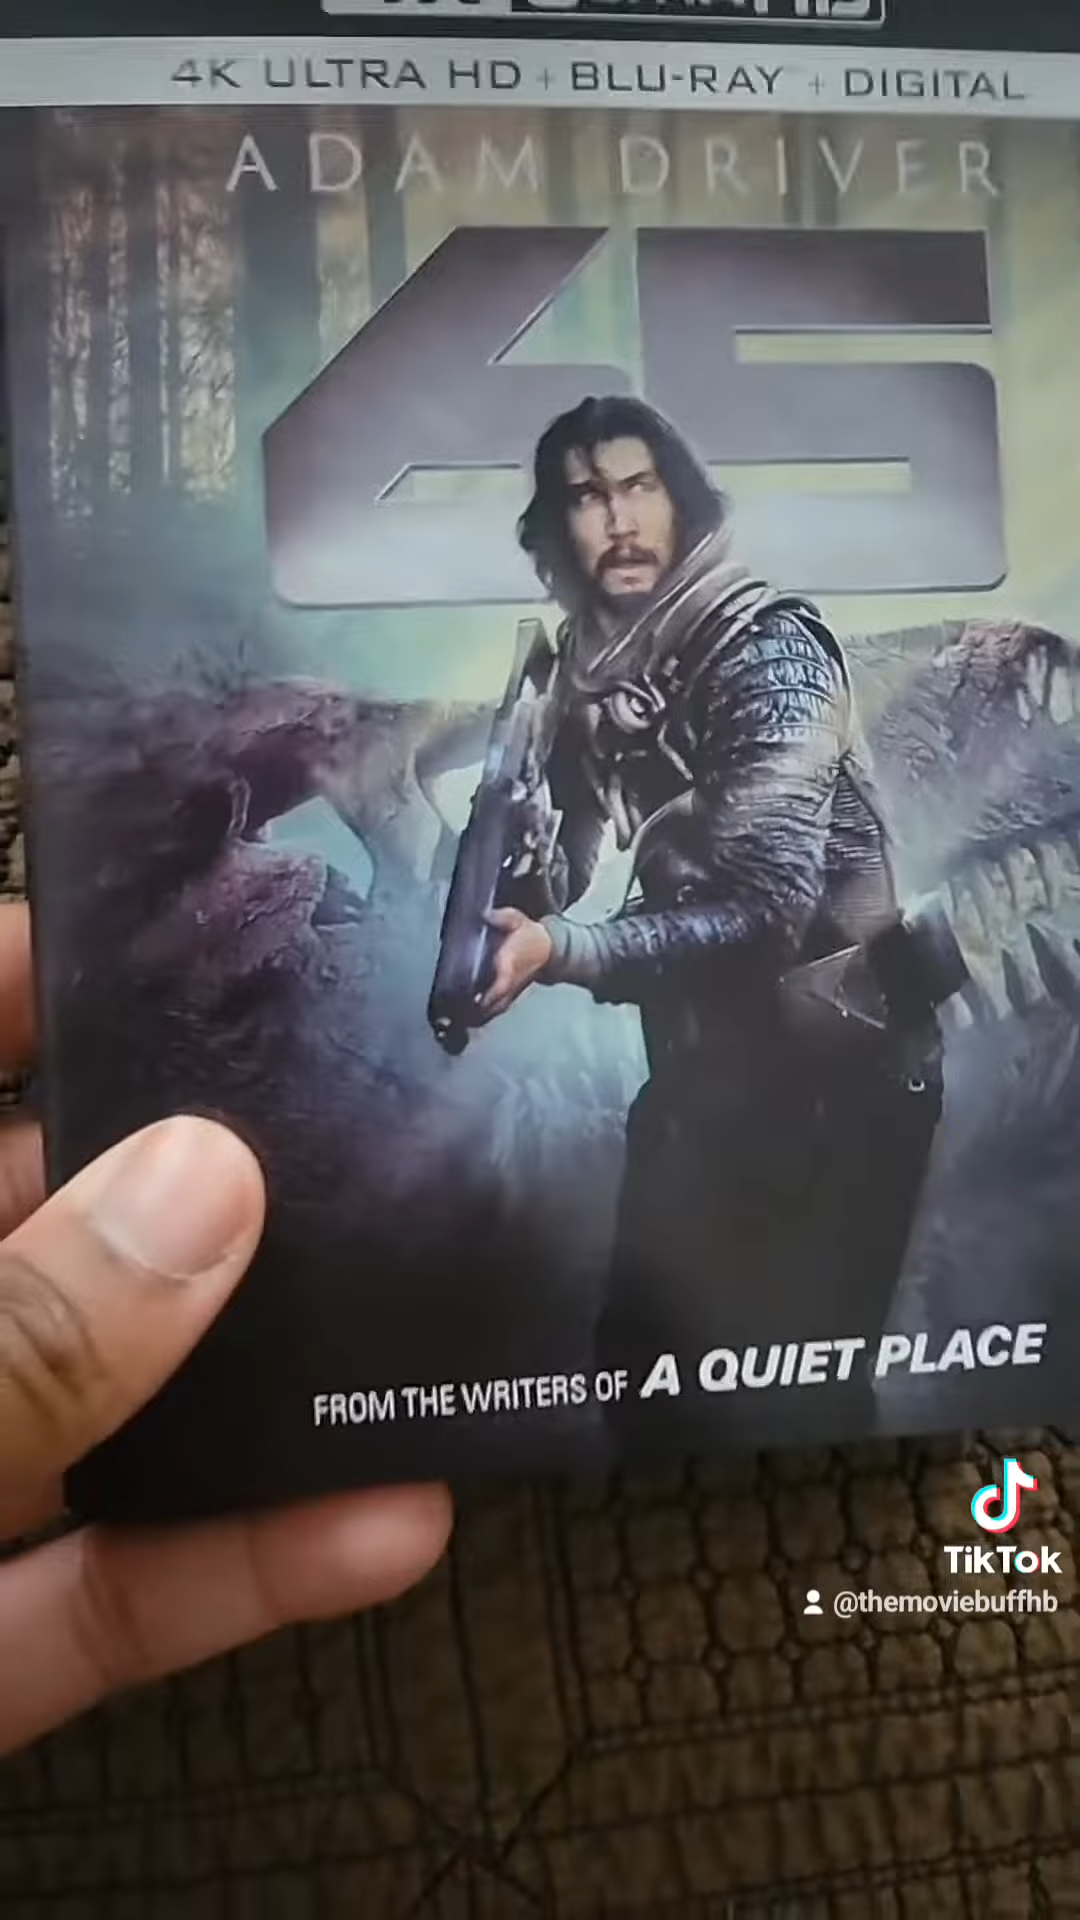 4K ULTRA HD + BLU-RAY + DIGITAL
ADAM DRIVER
65
FROM THE WRITERS OF A QUIET PLACE
TikTok
@themoviebuffhb